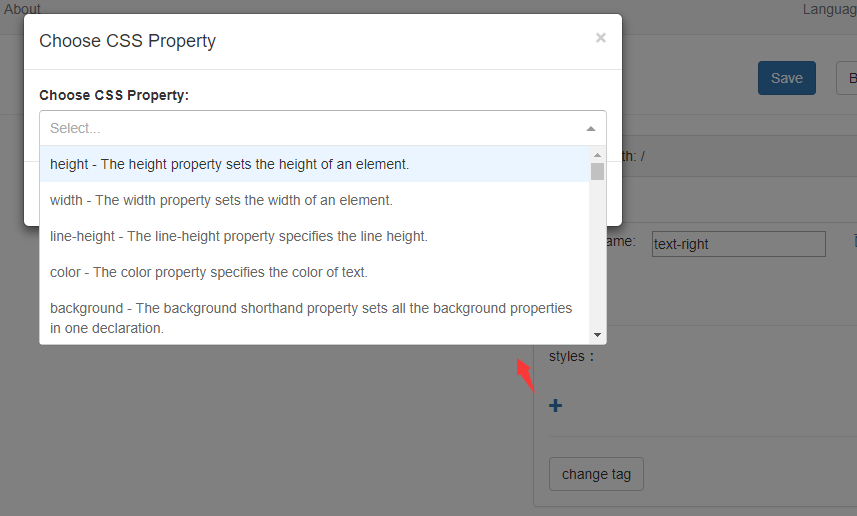 About
Languag
Choose CSS Property
×
Save
B
Choose CSS Property:
Select...
th: /
height - The height property sets the height of an element.
width - The width property sets the width of an element.
line-height - The line-height property specifies the line height.
ame:
text-right
color - The color property specifies the color of text.
background - The background shorthand property sets all the background properties
in one declaration.
styles：
change tag